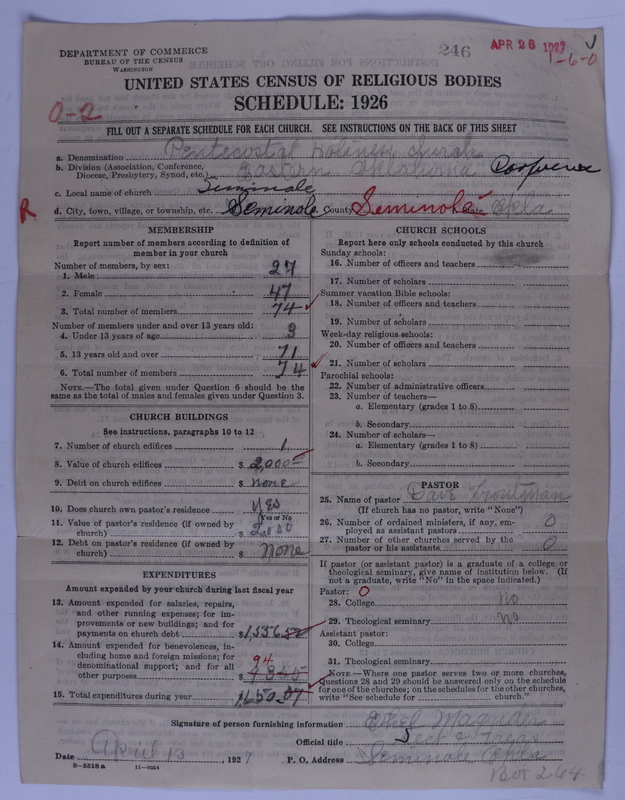 DEPARTMENT OF COMMERCE
BUREAU OF THE CENSUS
WASHINGTON
246
APR 28 1927
1-6-0
UNITED STATES CENSUS OF RELIGIOUS BODIES
SCHEDULE: 1926
0-2
FILL OUT A SEPARATE SCHEDULE FOR EACH CHURCH. SEE INSTRUCTIONS ON THE BACK OF THIS SHEET
a. Denomination Pentecostal Holiness Church
b. Division (Association, Conference, Diocese, Presbytery, Synod, etc.) Eastern Oklahoma Conference
c. Local name of church Seminole
d. City, town, village, or township, etc. Seminole County Seminole State Okla
R
MEMBERSHIP
Report number of members according to definition of
member in your church
Number of members, by sex:
1. Male 27
2. Female 47
3. Total number of members 74
Number of members under and over 13 years old:
4. Under 13 years of age 3
5. 13 years old and over 71
6. Total number of members 74
NOTE.—The total given under Question 6 should be the
same as the total of males and females given under Question 3.
CHURCH BUILDINGS
See instructions, paragraphs 10 to 12
7. Number of church edifices 1
8. Value of church edifices $ 2,000.00
9. Debt on church edifices $ none
10. Does church own pastor's residence yes
(Yes or No)
11. Value of pastor's residence (if owned by
church) $
12. Debt on pastor's residence (if owned by
church) $ None
EXPENDITURES
Amount expended by your church during last fiscal year
13. Amount expended for salaries, repairs,
and other running expenses; for im-
provements or new buildings; and for
payments on church debt $ 1556
14. Amount expended for benevolences, in-
cluding home and foreign missions; for
denominational support; and for all
other purposes $ 94
15. Total expenditures during year 1650.07
CHURCH SCHOOLS
Report here only schools conducted by this church
Sunday schools:
16. Number of officers and teachers
17. Number of scholars
Summer vacation Bible schools:
18. Number of officers and teachers
19. Number of scholars
Week-day religious schools:
20. Number of officers and teachers
21. Number of scholars
Parochial schools:
22. Number of administrative officers
23. Number of teachers—
a. Elementary (grades 1 to 8)
b. Secondary
24. Number of scholars—
a. Elementary (grades 1 to 8)
b. Secondary
PASTOR
25. Name of pastor Dave Troutman
(If church has no pastor, write "None")
26. Number of ordained ministers, if any, em-
ployed as assistant pastors 0
27. Number of other churches served by the
pastor or his assistants 0
If pastor (or assistant pastor) is a graduate of a college or
theological seminary, give name of institution below. (If
not a graduate, write "No" in the space indicated.)
Pastor: 0
28. College No
29. Theological seminary No
Assistant pastor:
30. College
31. Theological seminary
NOTE.—Where one pastor serves two or more churches,
Questions 28 and 29 should be answered only on the schedule
for one of the churches; on the schedules for the other churches,
write "See schedule for church."
Signature of person furnishing information Ethel
Official title Sect & Treas
Date April 13, 1927 P. O. Address Seminole Okla
8-5518a 11-4054
Box 264